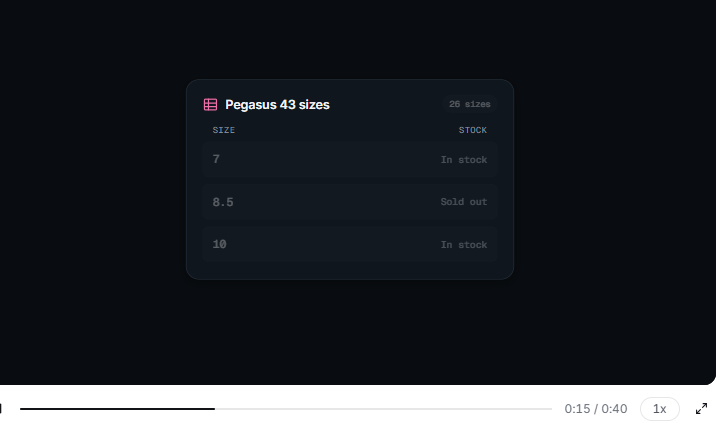 Pegasus 43 sizes
26 sizes
SIZE STOCK
7 In stock
8.5 Sold out
10 In stock
0:15 / 0:40 1x